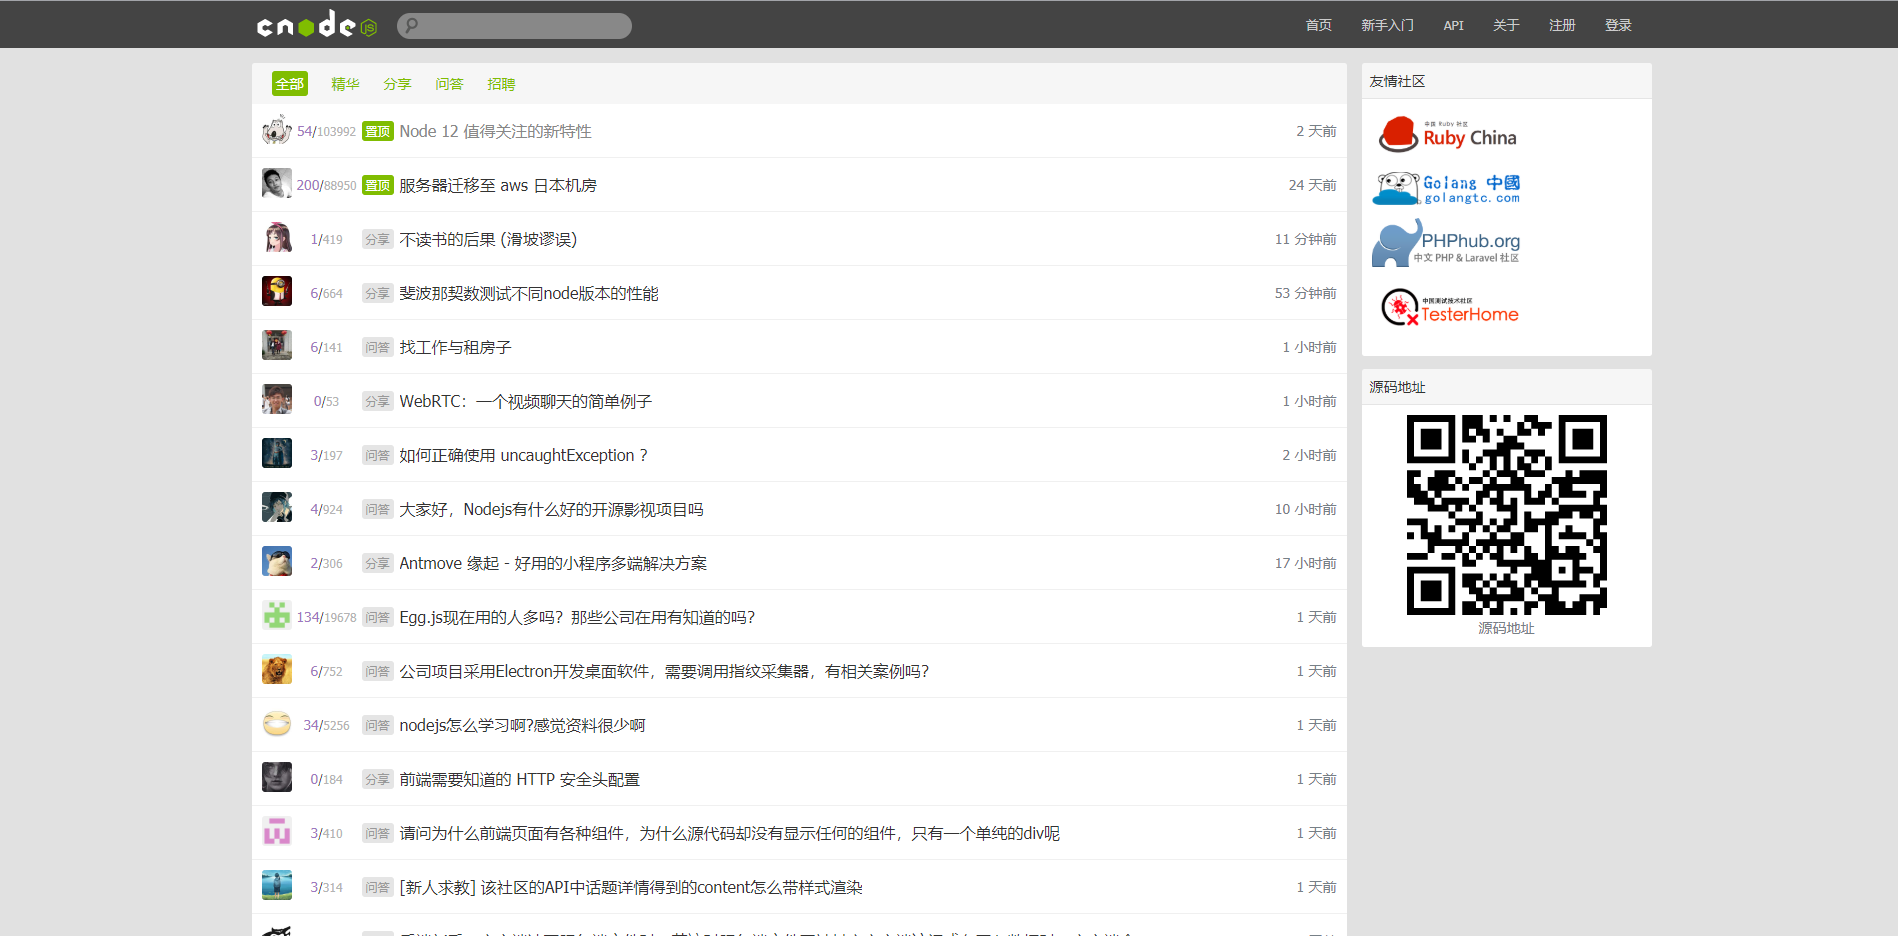 cnode JS
首页 新手入门 API 关于 注册 登录
全部 精华 分享 问答 招聘
54/103992 置顶 Node 12 值得关注的新特性 2 天前
200/88950 置顶 服务器迁移至 aws 日本机房 24 天前
1/419 分享 不读书的后果 (滑坡谬误) 11 分钟前
6/664 分享 斐波那契数测试不同node版本的性能 53 分钟前
6/141 问答 找工作与租房子 1 小时前
0/53 分享 WebRTC：一个视频聊天的简单例子 1 小时前
3/197 问答 如何正确使用 uncaughtException ? 2 小时前
4/924 问答 大家好，Nodejs有什么好的开源影视项目吗 10 小时前
2/306 分享 Antmove 缘起 - 好用的小程序多端解决方案 17 小时前
134/19678 问答 Egg.js现在用的人多吗？那些公司在用有知道的吗？ 1 天前
6/752 问答 公司项目采用Electron开发桌面软件，需要调用指纹采集器，有相关案例吗？ 1 天前
34/5256 问答 nodejs怎么学习啊?感觉资料很少啊 1 天前
0/184 分享 前端需要知道的 HTTP 安全头配置 1 天前
3/410 问答 请问为什么前端页面有各种组件，为什么源代码却没有显示任何的组件，只有一个单纯的div呢 1 天前
3/314 问答 [新人求教] 该社区的API中话题详情得到的content怎么带样式渲染 1 天前
友情社区
中国 Ruby 社区
Ruby China
Golang 中國
golangtc.com
PHPhub.org
中文 PHP & Laravel 社区
中国测试技术社区
TesterHome
源码地址
源码地址